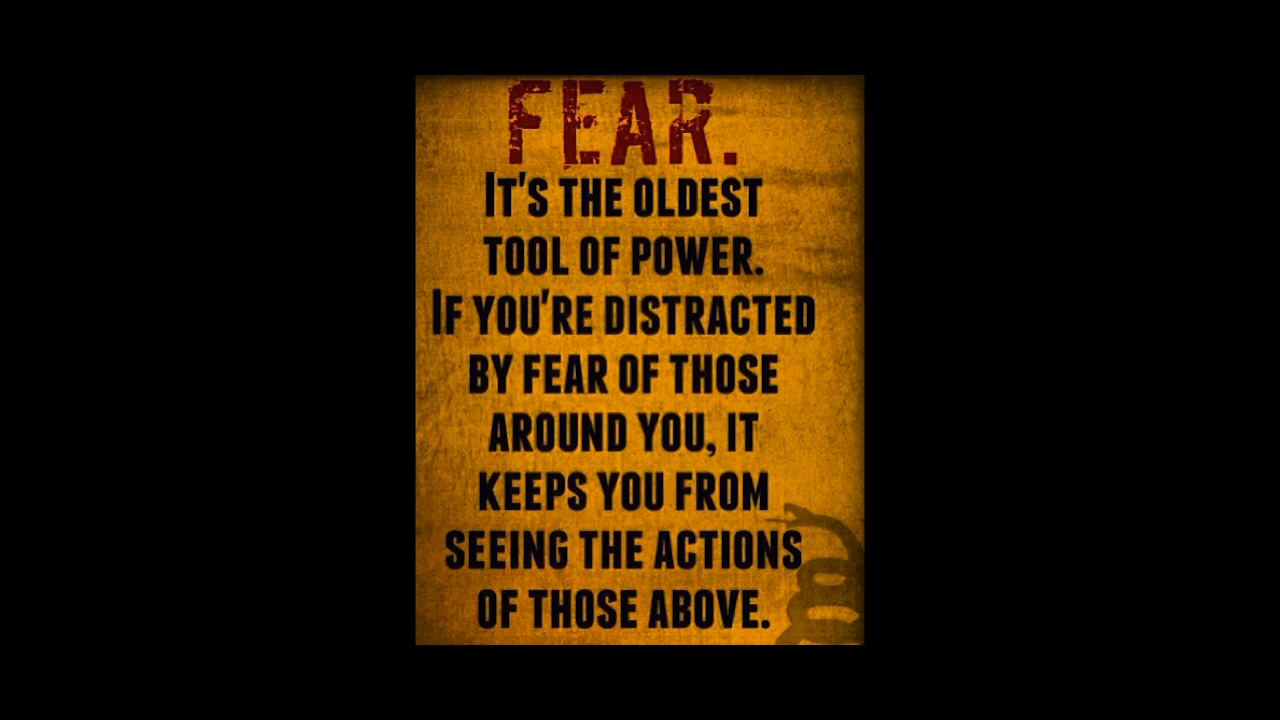 FEAR.
IT'S THE OLDEST
TOOL OF POWER.
IF YOU'RE DISTRACTED
BY FEAR OF THOSE
AROUND YOU, IT
KEEPS YOU FROM
SEEING THE ACTIONS
OF THOSE ABOVE.